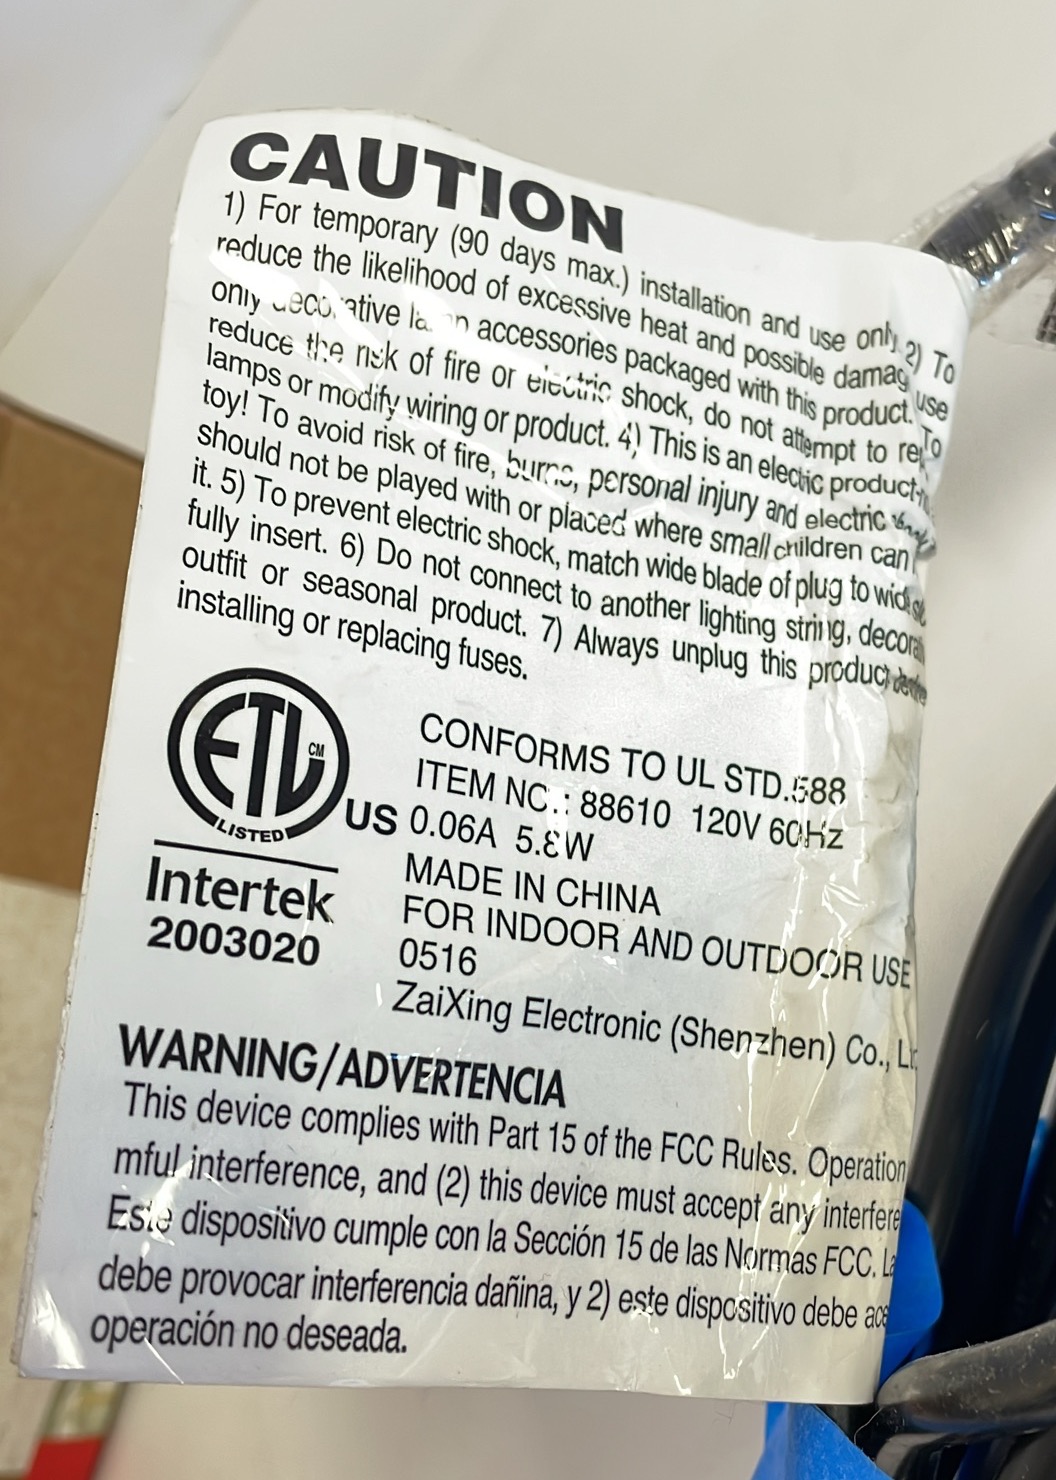 CAUTION
1) For temporary (90 days max.) installation and use only. 2) To
reduce the likelihood of excessive heat and possible damag use
only decorative lamp accessories packaged with this product. To
reduce the risk of fire or electric shock, do not attempt to
lamps or modify wiring or product. 4) This is an electric product-
toy! To avoid risk of fire, burns, personal injury and electric
should not be played with or placed where small children can
it. 5) To prevent electric shock, match wide blade of plug to
fully insert. 6) Do not connect to another lighting string,
outfit or seasonal product. 7) Always unplug this product before
installing or replacing fuses.
ETL CM
LISTED
US
Intertek
2003020
CONFORMS TO UL STD.588
ITEM NO.: 88610 120V 60Hz
0.06A 5.8W
MADE IN CHINA
FOR INDOOR AND OUTDOOR USE
0516
ZaiXing Electronic (Shenzhen) Co.,
WARNING/ADVERTENCIA
This device complies with Part 15 of the FCC Rules. Operation
mful interference, and (2) this device must accept any interfere
Este dispositivo cumple con la Sección 15 de las Normas FCC. La
debe provocar interferencia dañina, y 2) este dispositivo debe ace
operación no deseada.